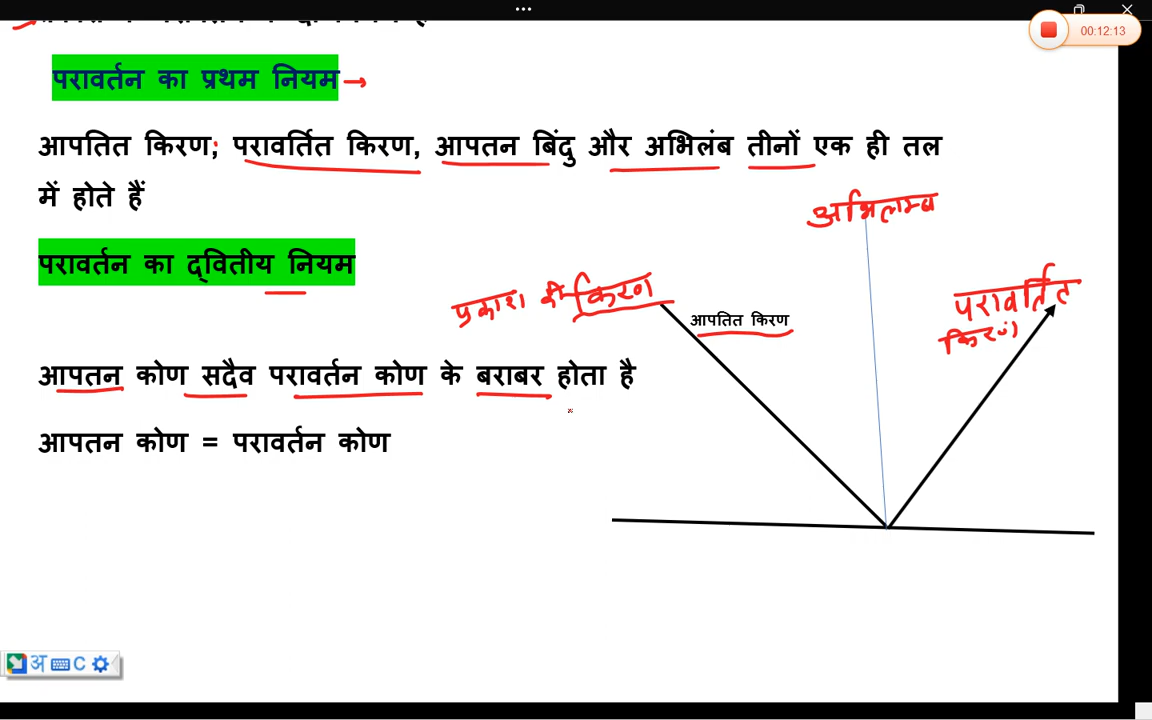 00:12:13
परावर्तन का प्रथम नियम
आपतित किरण; परावर्तित किरण, आपतन बिंदु और अभिलंब तीनों एक ही तल
में होते हैं
अभिलम्ब
परावर्तन का द्वितीय नियम
प्रकाश की किरण
आपतित किरण
परावर्तित
किरण
आपतन कोण सदैव परावर्तन कोण के बराबर होता है
आपतन कोण = परावर्तन कोण
अ C